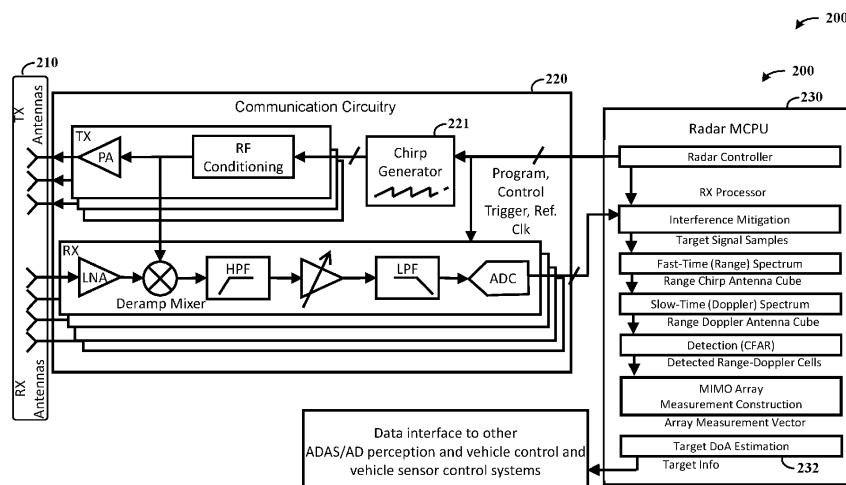 200
200
210
220
230
TX
Antennas
RX
Antennas
Communication Circuitry
TX
PA
RF
Conditioning
221
Chirp
Generator
Program,
Control
Trigger, Ref.
Clk
RX
LNA
Deramp Mixer
HPF
LPF
ADC
Radar MCPU
Radar Controller
RX Processor
Interference Mitigation
Target Signal Samples
Fast-Time (Range) Spectrum
Range Chirp Antenna Cube
Slow-Time (Doppler) Spectrum
Range Doppler Antenna Cube
Detection (CFAR)
Detected Range-Doppler Cells
MIMO Array
Measurement Construction
Array Measurement Vector
Target DoA Estimation
Target Info
232
Data interface to other
ADAS/AD perception and vehicle control and
vehicle sensor control systems